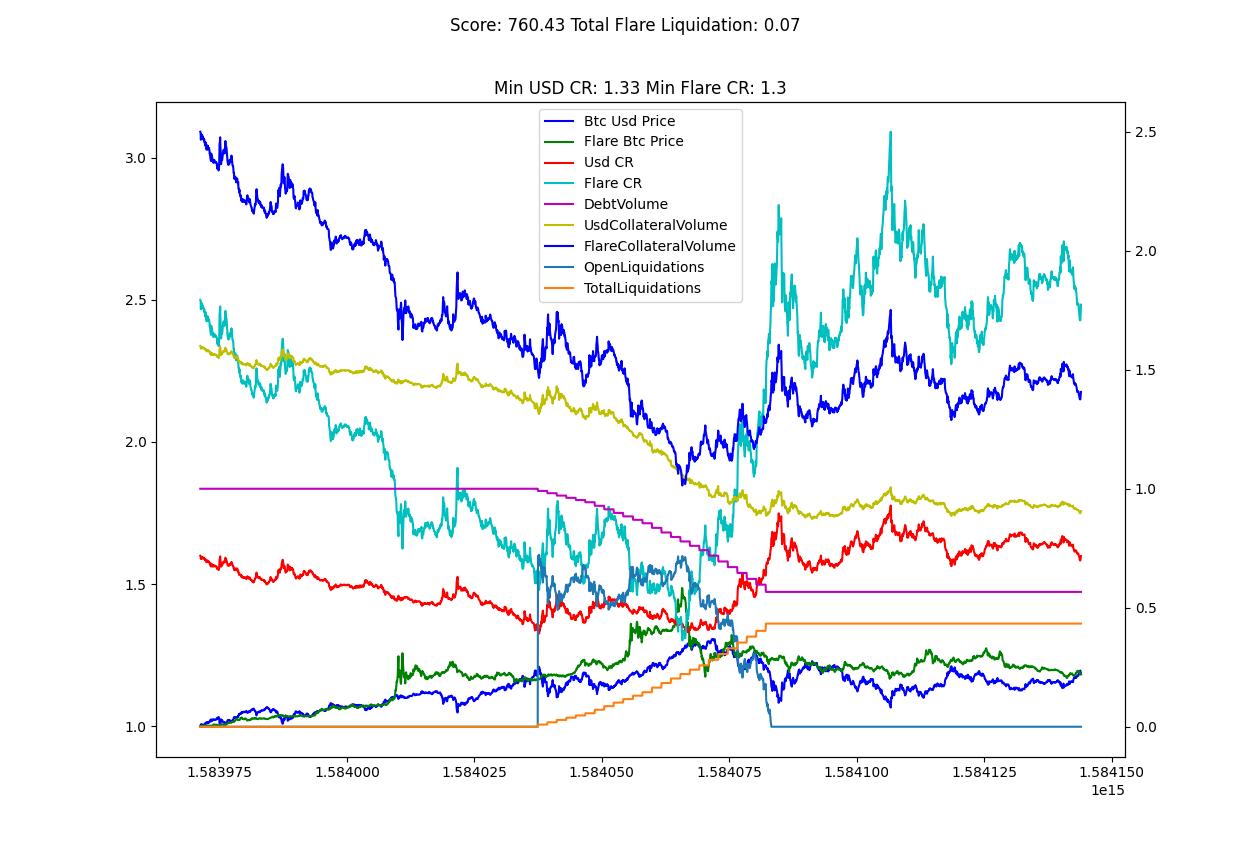 Score: 760.43 Total Flare Liquidation: 0.07
Min USD CR: 1.33 Min Flare CR: 1.3
Btc Usd Price
Flare Btc Price
Usd CR
Flare CR
DebtVolume
UsdCollateralVolume
FlareCollateralVolume
OpenLiquidations
TotalLiquidations
3.0
2.5
2.0
1.5
1.0
2.5
2.0
1.5
1.0
0.5
0.0
1.583975 1.584000 1.584025 1.584050 1.584075 1.584100 1.584125 1.584150
1e15